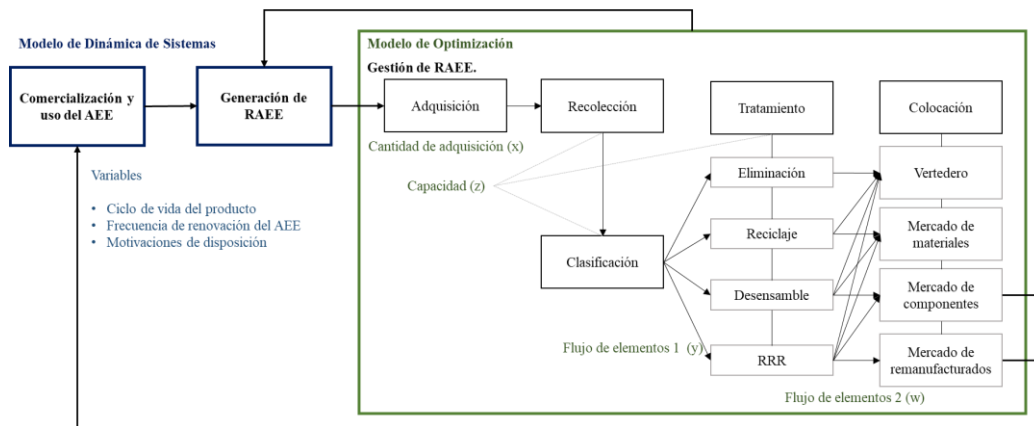 Modelo de Dinámica de Sistemas
Comercialización y
uso del AEE
Generación de
RAEE
Variables
• Ciclo de vida del producto
• Frecuencia de renovación del AEE
• Motivaciones de disposición
Modelo de Optimización
Gestión de RAEE.
Adquisición
Recolección
Tratamiento
Colocación
Cantidad de adquisición (x)
Capacidad (z)
Clasificación
Eliminación
Reciclaje
Desensamble
RRR
Vertedero
Mercado de
materiales
Mercado de
componentes
Mercado de
remanufacturados
Flujo de elementos 1 (y)
Flujo de elementos 2 (w)